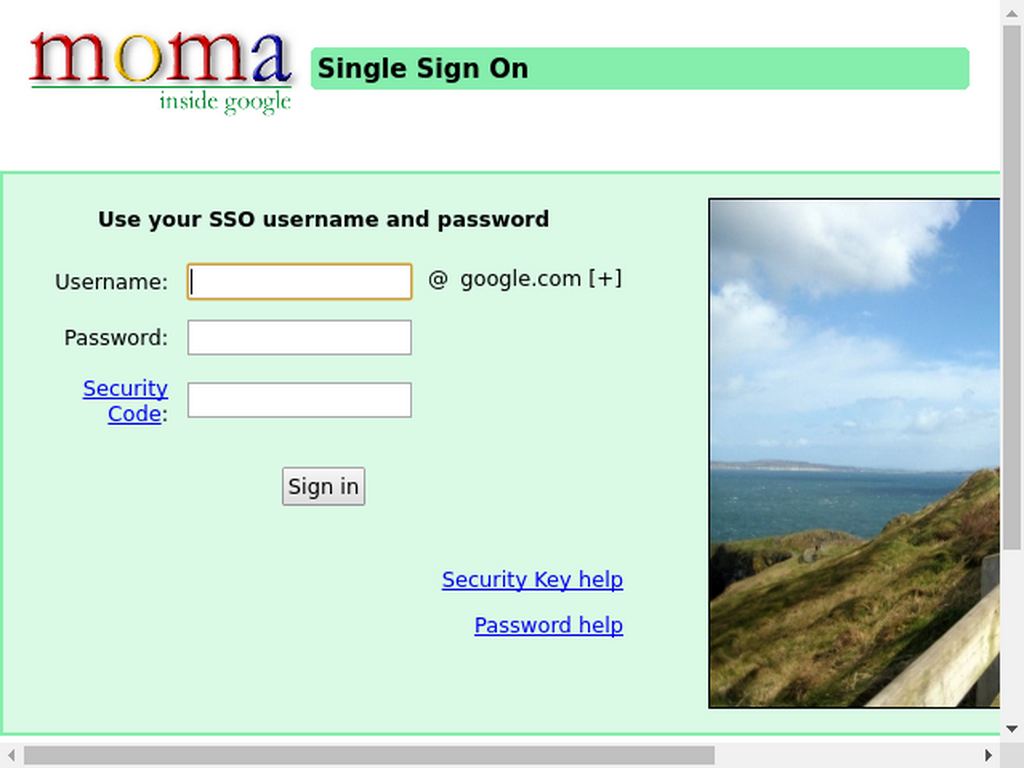 moma
inside google
Single Sign On
Use your SSO username and password
Username: @ google.com [+]
Password:
Security
Code:
Sign in
Security Key help
Password help